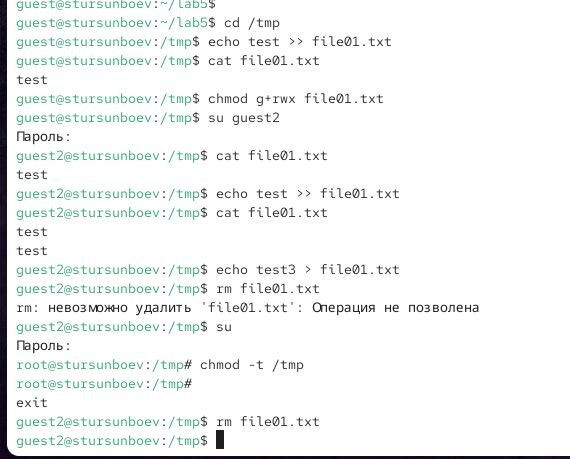 guest@stursunboev:~/lab5$
guest@stursunboev:~/lab5$ cd /tmp
guest@stursunboev:/tmp$ echo test >> file01.txt
guest@stursunboev:/tmp$ cat file01.txt
test
guest@stursunboev:/tmp$ chmod g+rwx file01.txt
guest@stursunboev:/tmp$ su guest2
Пароль:
guest2@stursunboev:/tmp$ cat file01.txt
test
guest2@stursunboev:/tmp$ echo test >> file01.txt
guest2@stursunboev:/tmp$ cat file01.txt
test
test
guest2@stursunboev:/tmp$ echo test3 > file01.txt
guest2@stursunboev:/tmp$ rm file01.txt
rm: невозможно удалить 'file01.txt': Операция не позволена
guest2@stursunboev:/tmp$ su
Пароль:
root@stursunboev:/tmp# chmod -t /tmp
root@stursunboev:/tmp#
exit
guest2@stursunboev:/tmp$ rm file01.txt
guest2@stursunboev:/tmp$